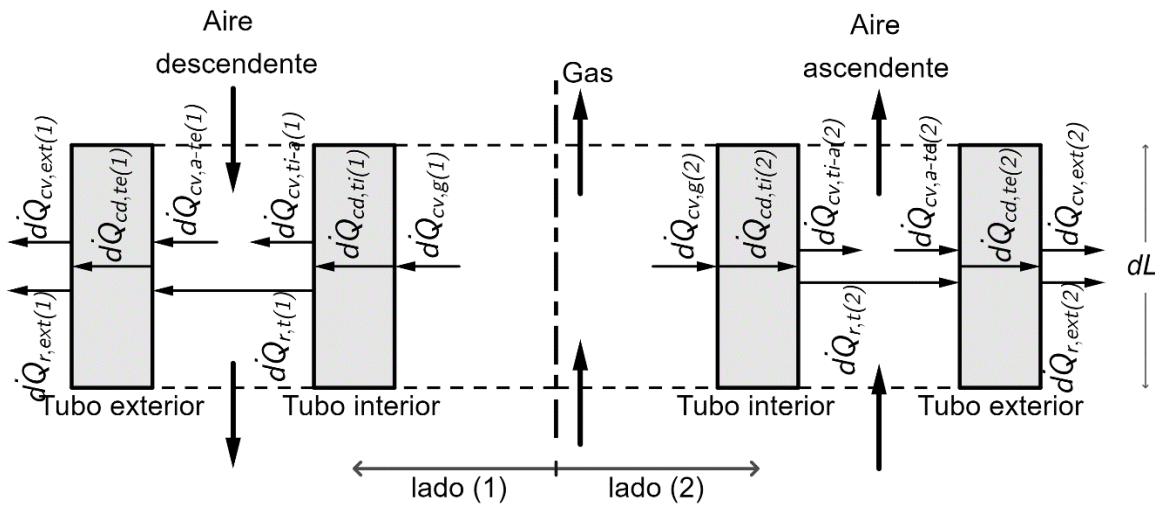 Aire
descendente
Gas
Aire
ascendente
dQ̇cv,ext(1)
dQ̇cd,te(1)
dQ̇cv,a-te(1)
dQ̇cv,ti-a(1)
dQ̇cd,ti(1)
dQ̇cv,g(1)
dQ̇cv,g(2)
dQ̇cd,ti(2)
dQ̇cv,ti-a(2)
dQ̇cv,a-te(2)
dQ̇cd,te(2)
dQ̇cv,ext(2)
dL
dQ̇r,ext(1)
dQ̇r,t(1)
dQ̇r,t(2)
dQ̇r,ext(2)
Tubo exterior
Tubo interior
Tubo interior
Tubo exterior
lado (1)
lado (2)